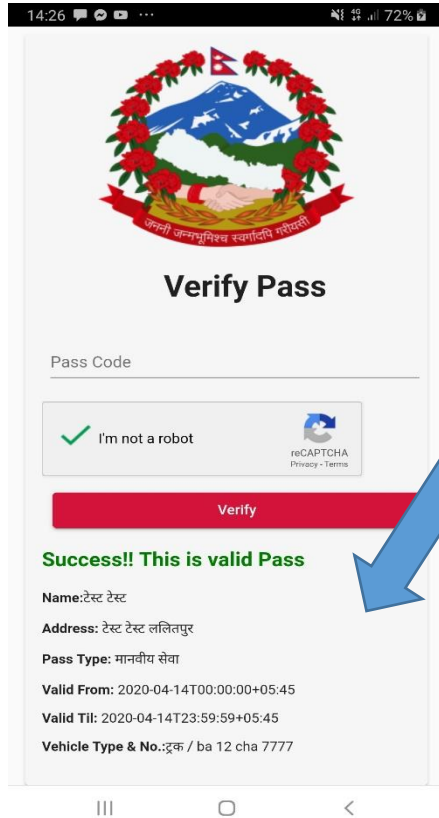 14:26 ... 4G 72%
जननी जन्मभूमिश्च स्वर्गादपि गरीयसी
Verify Pass
Pass Code
I'm not a robot
reCAPTCHA
Privacy - Terms
Verify
Success!! This is valid Pass
Name:टेस्ट टेस्ट
Address: टेस्ट टेस्ट ललितपुर
Pass Type: मानवीय सेवा
Valid From: 2020-04-14T00:00:00+05:45
Valid Til: 2020-04-14T23:59:59+05:45
Vehicle Type & No.:ट्रक / ba 12 cha 7777